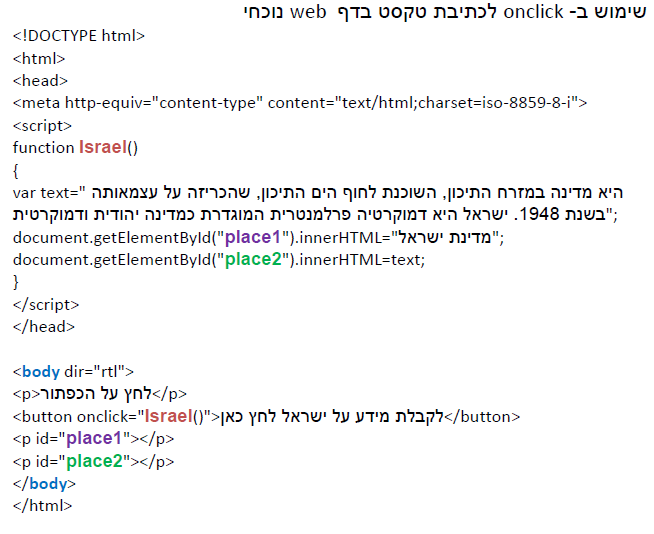 שימוש ב- onclick לכתיבת טקסט בדף web נוכחי
<!DOCTYPE html>
<html>
<head>
<meta http-equiv="content-type" content="text/html;charset=iso-8859-8-i">
<script>
function Israel()
{
var text=" היא מדינה במזרח התיכון, השוכנת לחוף הים התיכון, שהכריזה על עצמאותה
בשנת 1948. ישראל היא דמוקרטיה פרלמנטרית המוגדרת כמדינה יהודית ודמוקרטית";
document.getElementById("place1").innerHTML="מדינת ישראל";
document.getElementById("place2").innerHTML=text;
}
</script>
</head>
<body dir="rtl">
<p>לחץ על הכפתור</p>
<button onclick="Israel()">לקבלת מידע על ישראל לחץ כאן</button>
<p id="place1"></p>
<p id="place2"></p>
</body>
</html>